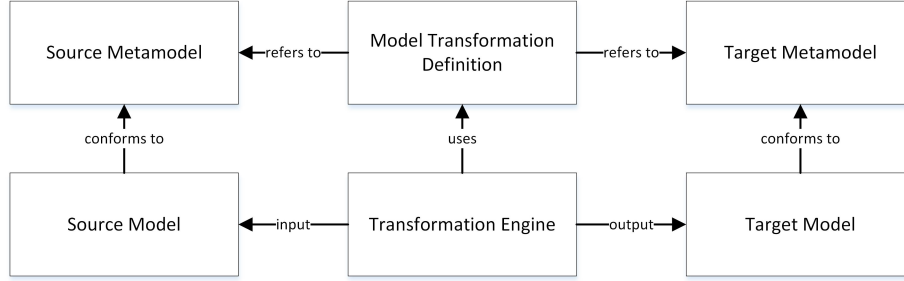 Source Metamodel
refers to
Model Transformation
Definition
refers to
Target Metamodel
conforms to
uses
conforms to
Source Model
input
Transformation Engine
output
Target Model